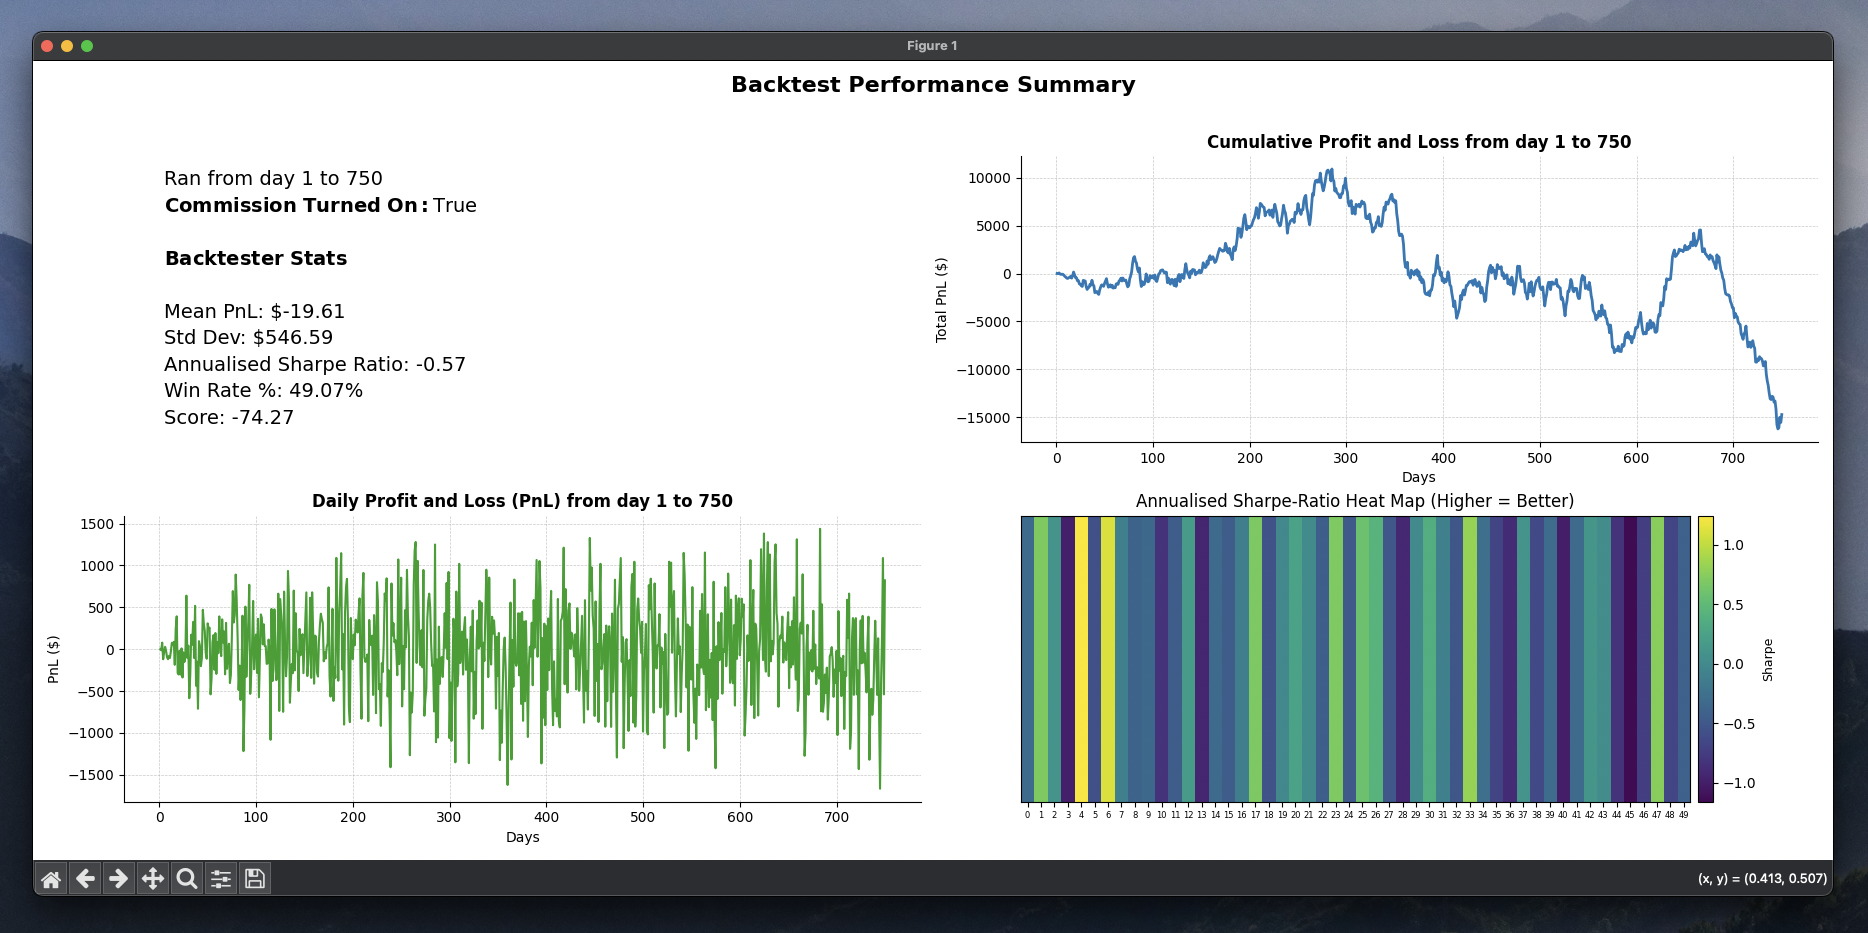 Figure 1
Backtest Performance Summary
Ran from day 1 to 750
Commission Turned On: True
Backtester Stats
Mean PnL: $-19.61
Std Dev: $546.59
Annualised Sharpe Ratio: -0.57
Win Rate %: 49.07%
Score: -74.27
Cumulative Profit and Loss from day 1 to 750
Total PnL ($)
10000
5000
0
−5000
−10000
−15000
0 100 200 300 400 500 600 700
Days
Daily Profit and Loss (PnL) from day 1 to 750
PnL ($)
1500
1000
500
0
−500
−1000
−1500
0 100 200 300 400 500 600 700
Days
Annualised Sharpe-Ratio Heat Map (Higher = Better)
0 1 2 3 4 5 6 7 8 9 10 11 12 13 14 15 16 17 18 19 20 21 22 23 24 25 26 27 28 29 30 31 32 33 34 35 36 37 38 39 40 41 42 43 44 45 46 47 48 49
1.0
0.5
0.0
−0.5
−1.0
Sharpe
(x, y) = (0.413, 0.507)